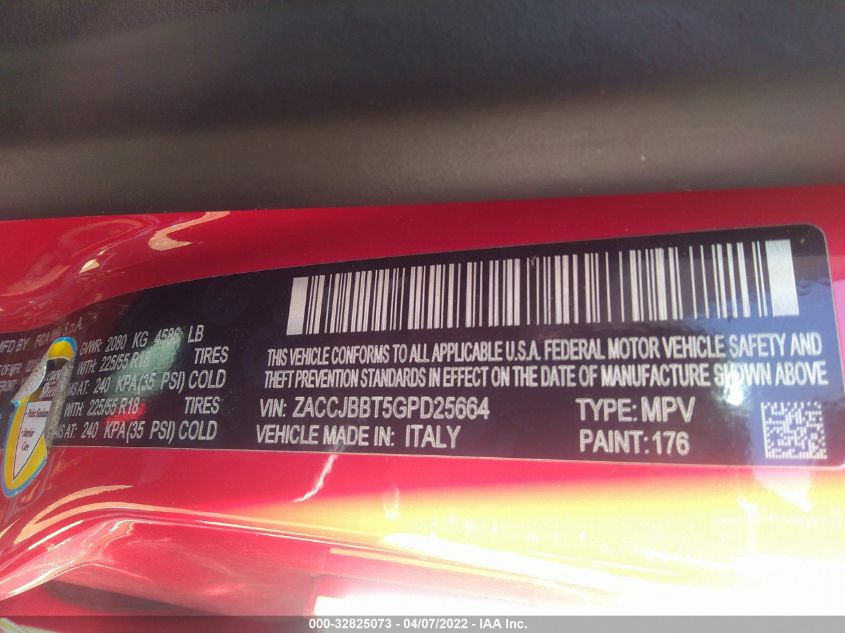 MFD BY FCA S.p.A.
GVWR 2080 KG LB
WITH: 225/55 R18 TIRES
AT: 240 KPA(35 PSI) COLD
WITH: 225/55 R18 TIRES
AT: 240 KPA(35 PSI) COLD
THIS VEHICLE CONFORMS TO ALL APPLICABLE U.S.A. FEDERAL MOTOR VEHICLE SAFETY AND
THEFT PREVENTION STANDARDS IN EFFECT ON THE DATE OF MANUFACTURE SHOWN ABOVE
VIN: ZACCJBBT5GPD25664 TYPE: MPV
VEHICLE MADE IN: ITALY PAINT: 176
000-32825073 - 04/07/2022 - IAA Inc.